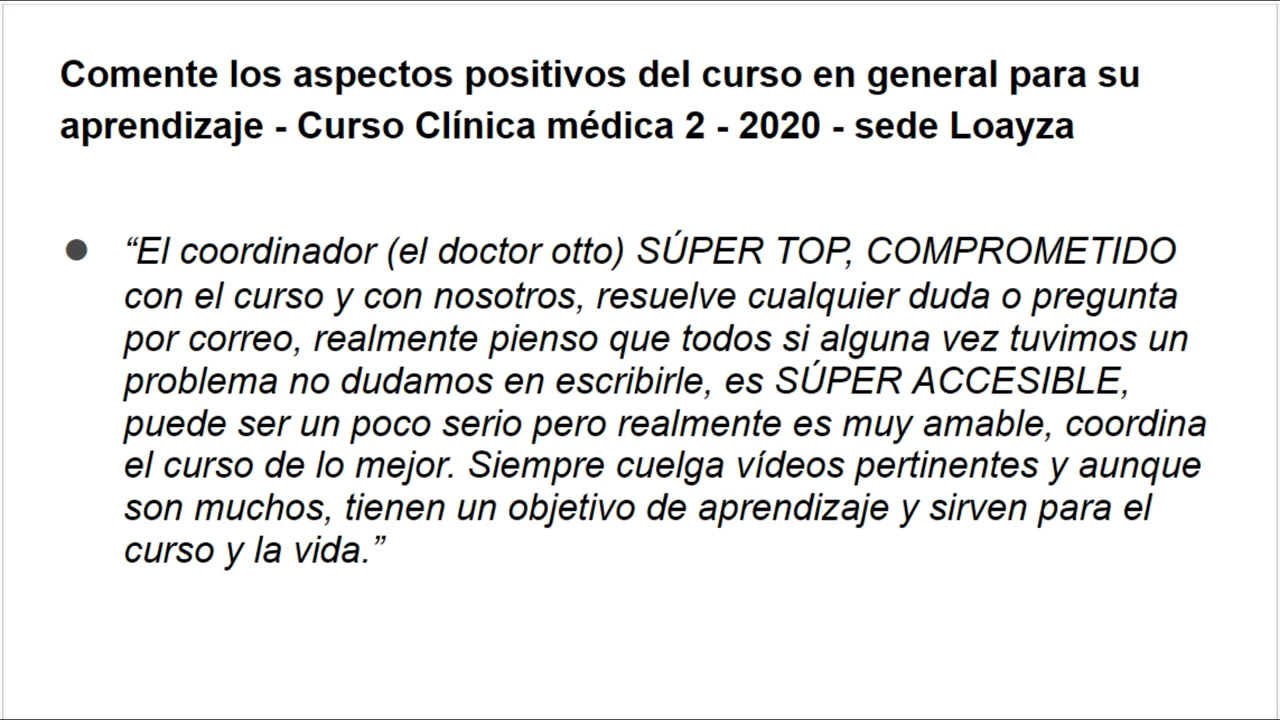 Comente los aspectos positivos del curso en general para su
aprendizaje - Curso Clínica médica 2 - 2020 - sede Loayza
● “El coordinador (el doctor otto) SÚPER TOP, COMPROMETIDO
con el curso y con nosotros, resuelve cualquier duda o pregunta
por correo, realmente pienso que todos si alguna vez tuvimos un
problema no dudamos en escribirle, es SÚPER ACCESIBLE,
puede ser un poco serio pero realmente es muy amable, coordina
el curso de lo mejor. Siempre cuelga vídeos pertinentes y aunque
son muchos, tienen un objetivo de aprendizaje y sirven para el
curso y la vida.”